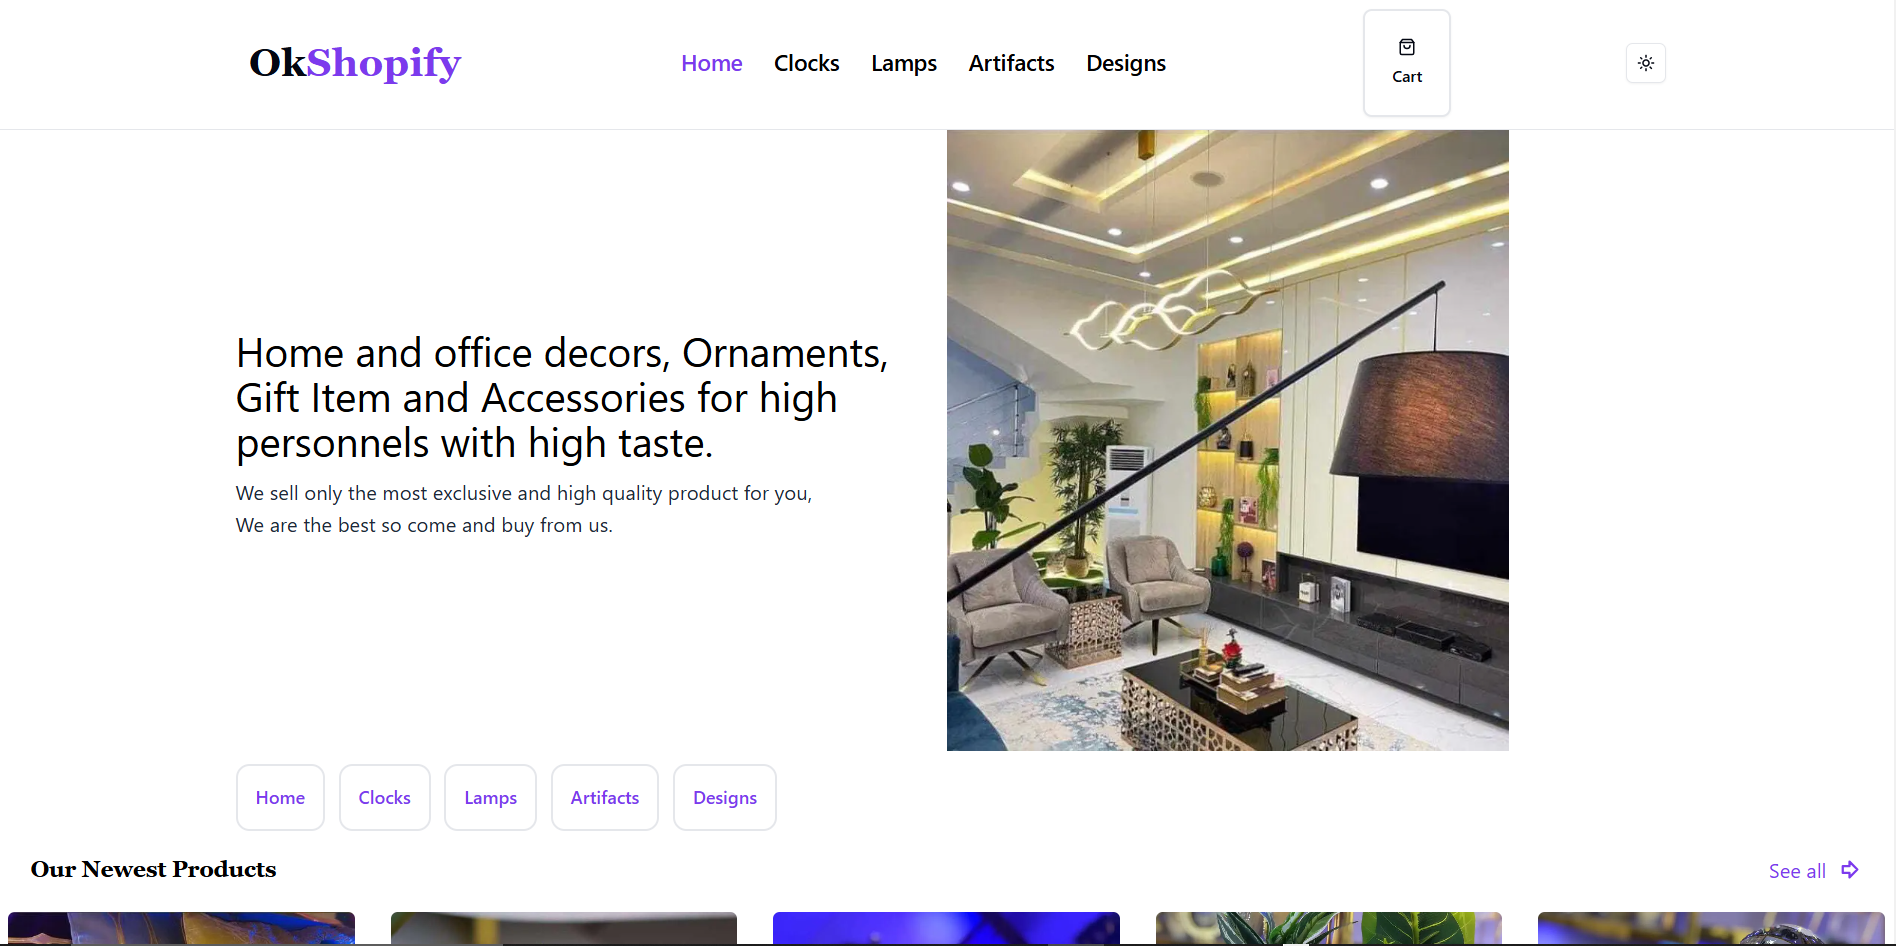 OkShopify
Home Clocks Lamps Artifacts Designs
Cart
Home and office decors, Ornaments,
Gift Item and Accessories for high
personnels with high taste.
We sell only the most exclusive and high quality product for you,
We are the best so come and buy from us.
Home Clocks Lamps Artifacts Designs
Our Newest Products
See all